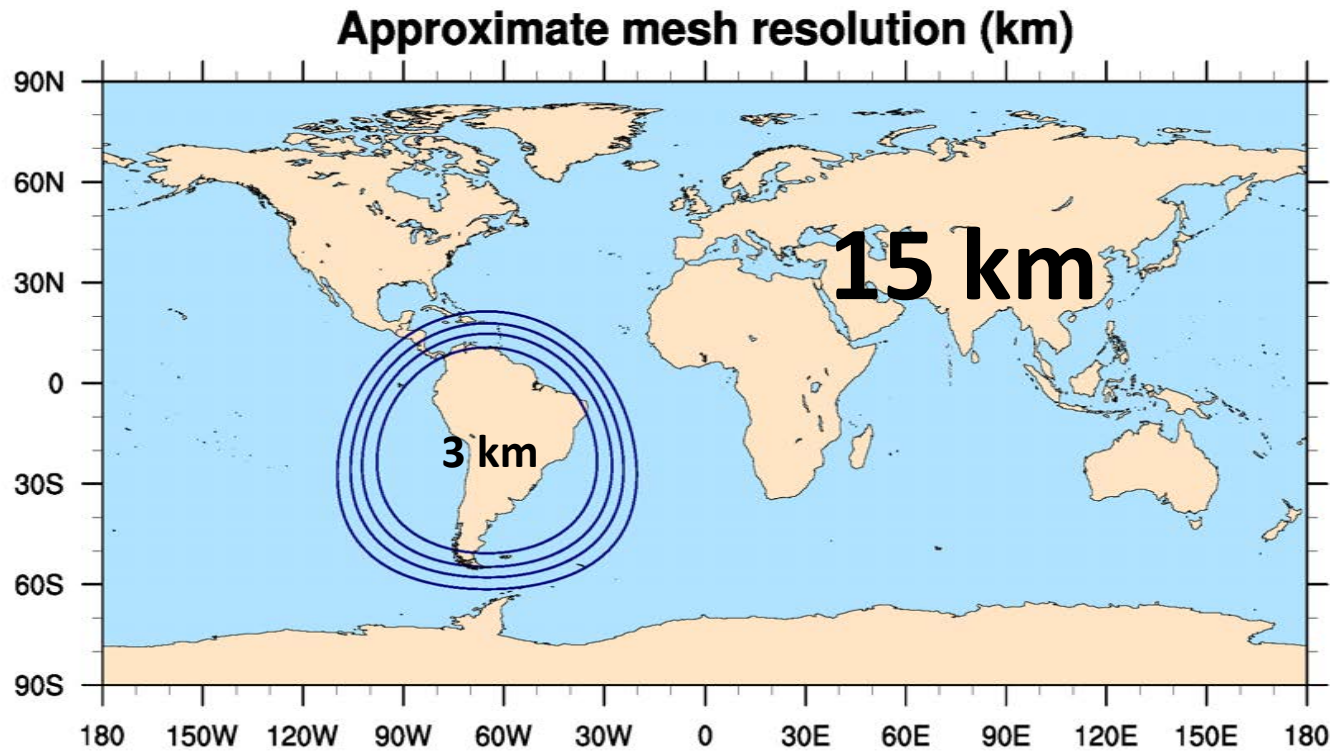 Approximate mesh resolution (km)
90N
60N
30N
0
30S
60S
90S
15 km
3 km
180 150W 120W 90W 60W 30W 0 30E 60E 90E 120E 150E 180